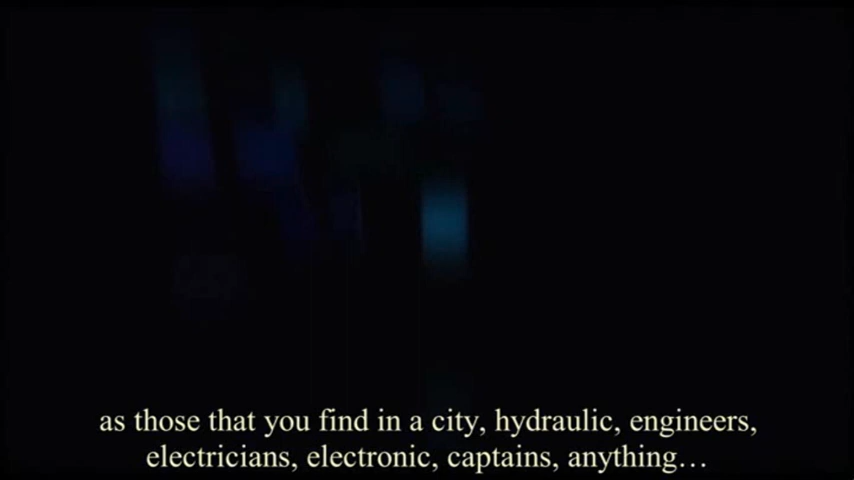 as those that you find in a city, hydraulic, engineers,
electricians, electronic, captains, anything…